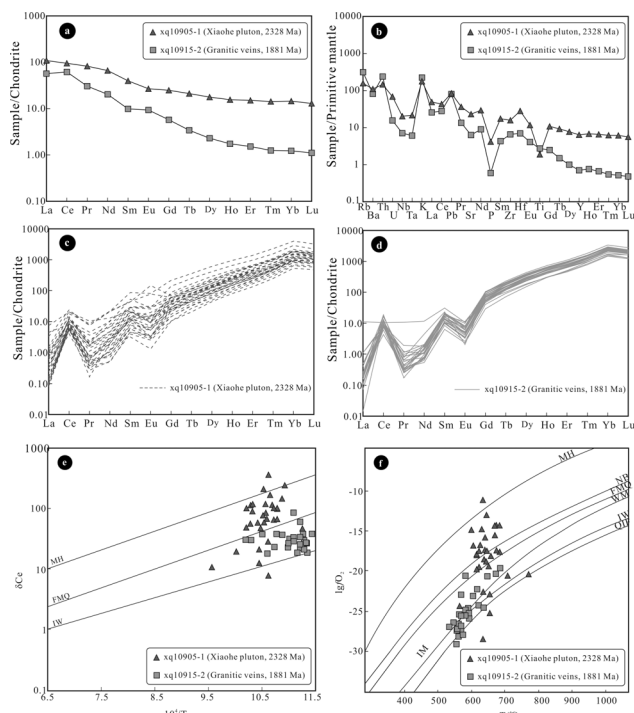 a
xq10905-1 (Xiaohe pluton, 2328 Ma)
xq10915-2 (Granitic veins, 1881 Ma)
Sample/Chondrite
1000
100
10.0
1.00
0.10
La Ce Pr Nd Sm Eu Gd Tb Dy Ho Er Tm Yb Lu
b
xq10905-1 (Xiaohe pluton, 2328 Ma)
xq10915-2 (Granitic veins, 1881 Ma)
Sample/Primitive mantle
10000
1000
100
10
1
0.1
Rb Th Nb K Ce Pr Nd Sm Hf Ti Tb Y Tm Lu
Ba U Ta La Pb Sr P Zr Eu Gd Dy Ho Er Yb
c
Sample/Chondrite
10000
1000
100
10.0
1.00
0.10
0.01
xq10905-1 (Xiaohe pluton, 2328 Ma)
La Ce Pr Nd Sm Eu Gd Tb Dy Ho Er Tm Yb Lu
d
Sample/Chondrite
10000
1000
100
10.0
1.00
0.10
0.01
xq10915-2 (Granitic veins, 1881 Ma)
La Ce Pr Nd Sm Eu Gd Tb Dy Ho Er Tm Yb Lu
e
δCe
1000
100
10
1
0.1
MH
FMQ
IW
xq10905-1 (Xiaohe pluton, 2328 Ma)
xq10915-2 (Granitic veins, 1881 Ma)
6.5 7.5 8.5 9.5 10.5 11.5
f
lgfO₂
-10
-15
-20
-25
-30
MH
FMQ
WM
IW
IM
xq10905-1 (Xiaohe pluton, 2328 Ma)
xq10915-2 (Granitic veins, 1881 Ma)
300 400 500 600 700 800 900 1000